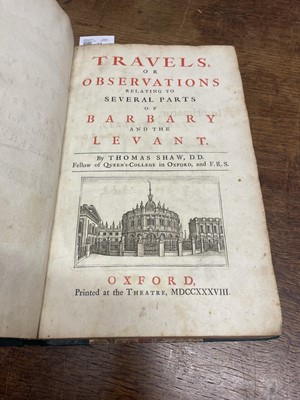 TRAVELS,
OR
OBSERVATIONS
RELATING TO
SEVERAL PARTS
OF
BARBARY
AND THE
LEVANT.
By THOMAS SHAW, D.D.
Fellow of QUEEN'S-COLLEGE in OXFORD, and F.R.S.
OXFORD,
Printed at the THEATRE, MDCCXXXVIII.